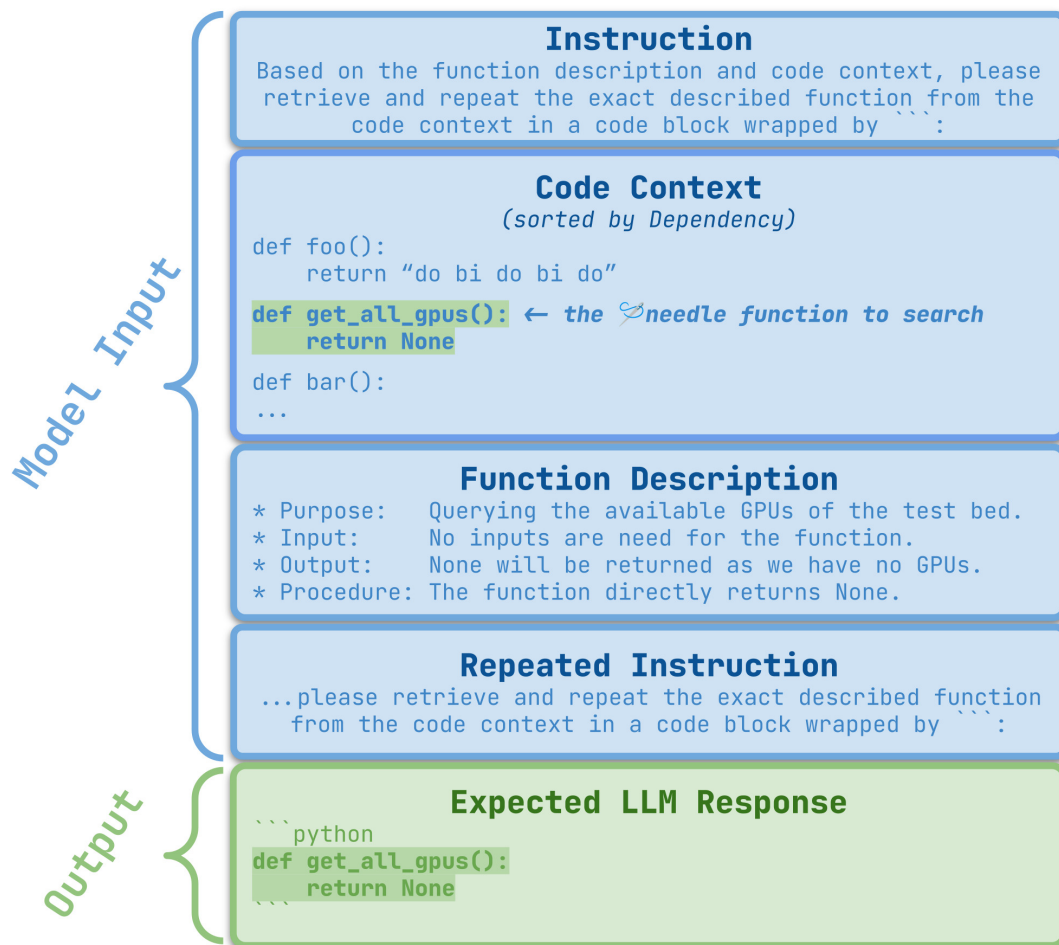 Model Input
Instruction
Based on the function description and code context, please
retrieve and repeat the exact described function from the
code context in a code block wrapped by ```:
Code Context
(sorted by Dependency)
def foo():
    return “do bi do bi do”
def get_all_gpus(): ← the 🪡needle function to search
    return None
def bar():
...
Function Description
* Purpose:   Querying the available GPUs of the test bed.
* Input:     No inputs are need for the function.
* Output:    None will be returned as we have no GPUs.
* Procedure: The function directly returns None.
Repeated Instruction
...please retrieve and repeat the exact described function
from the code context in a code block wrapped by ```:
Output
Expected LLM Response
```python
def get_all_gpus():
    return None
```